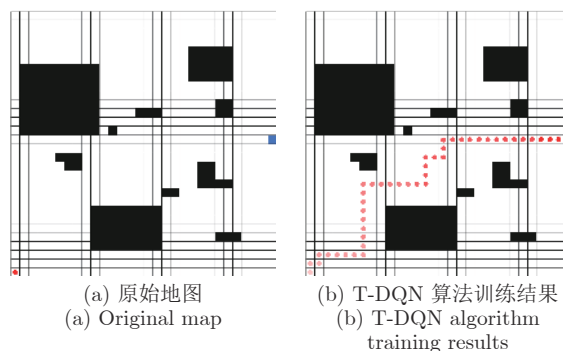 (a) 原始地图
(a) Original map
(b) T-DQN 算法训练结果
(b) T-DQN algorithm
training results